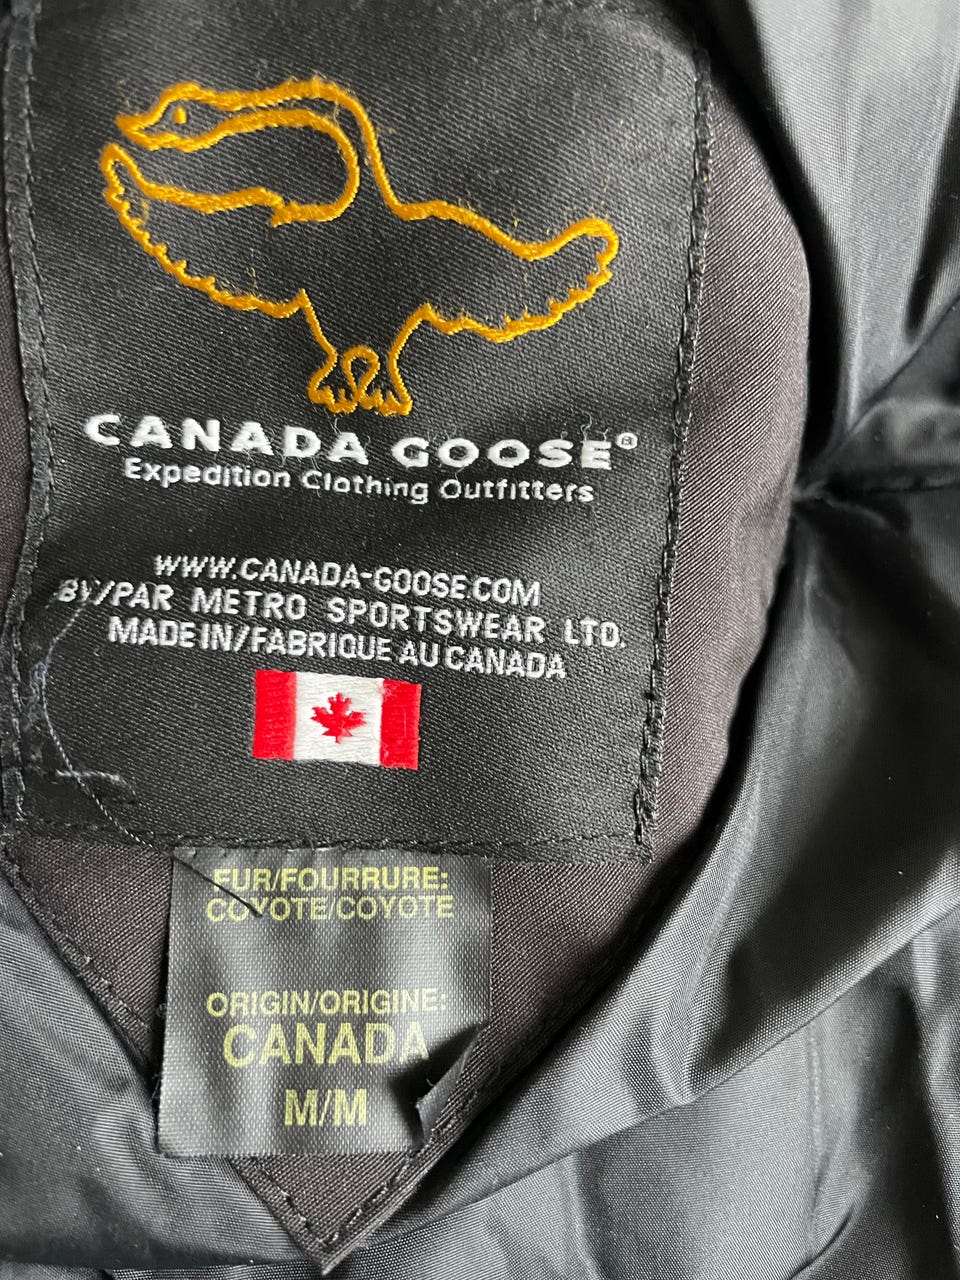 CANADA GOOSE®
Expedition Clothing Outfitters
WWW.CANADA-GOOSE.COM
BY/PAR METRO SPORTSWEAR LTD.
MADE IN/FABRIQUE AU CANADA
FUR/FOURRURE:
COYOTE/COYOTE
ORIGIN/ORIGINE:
CANADA
M/M